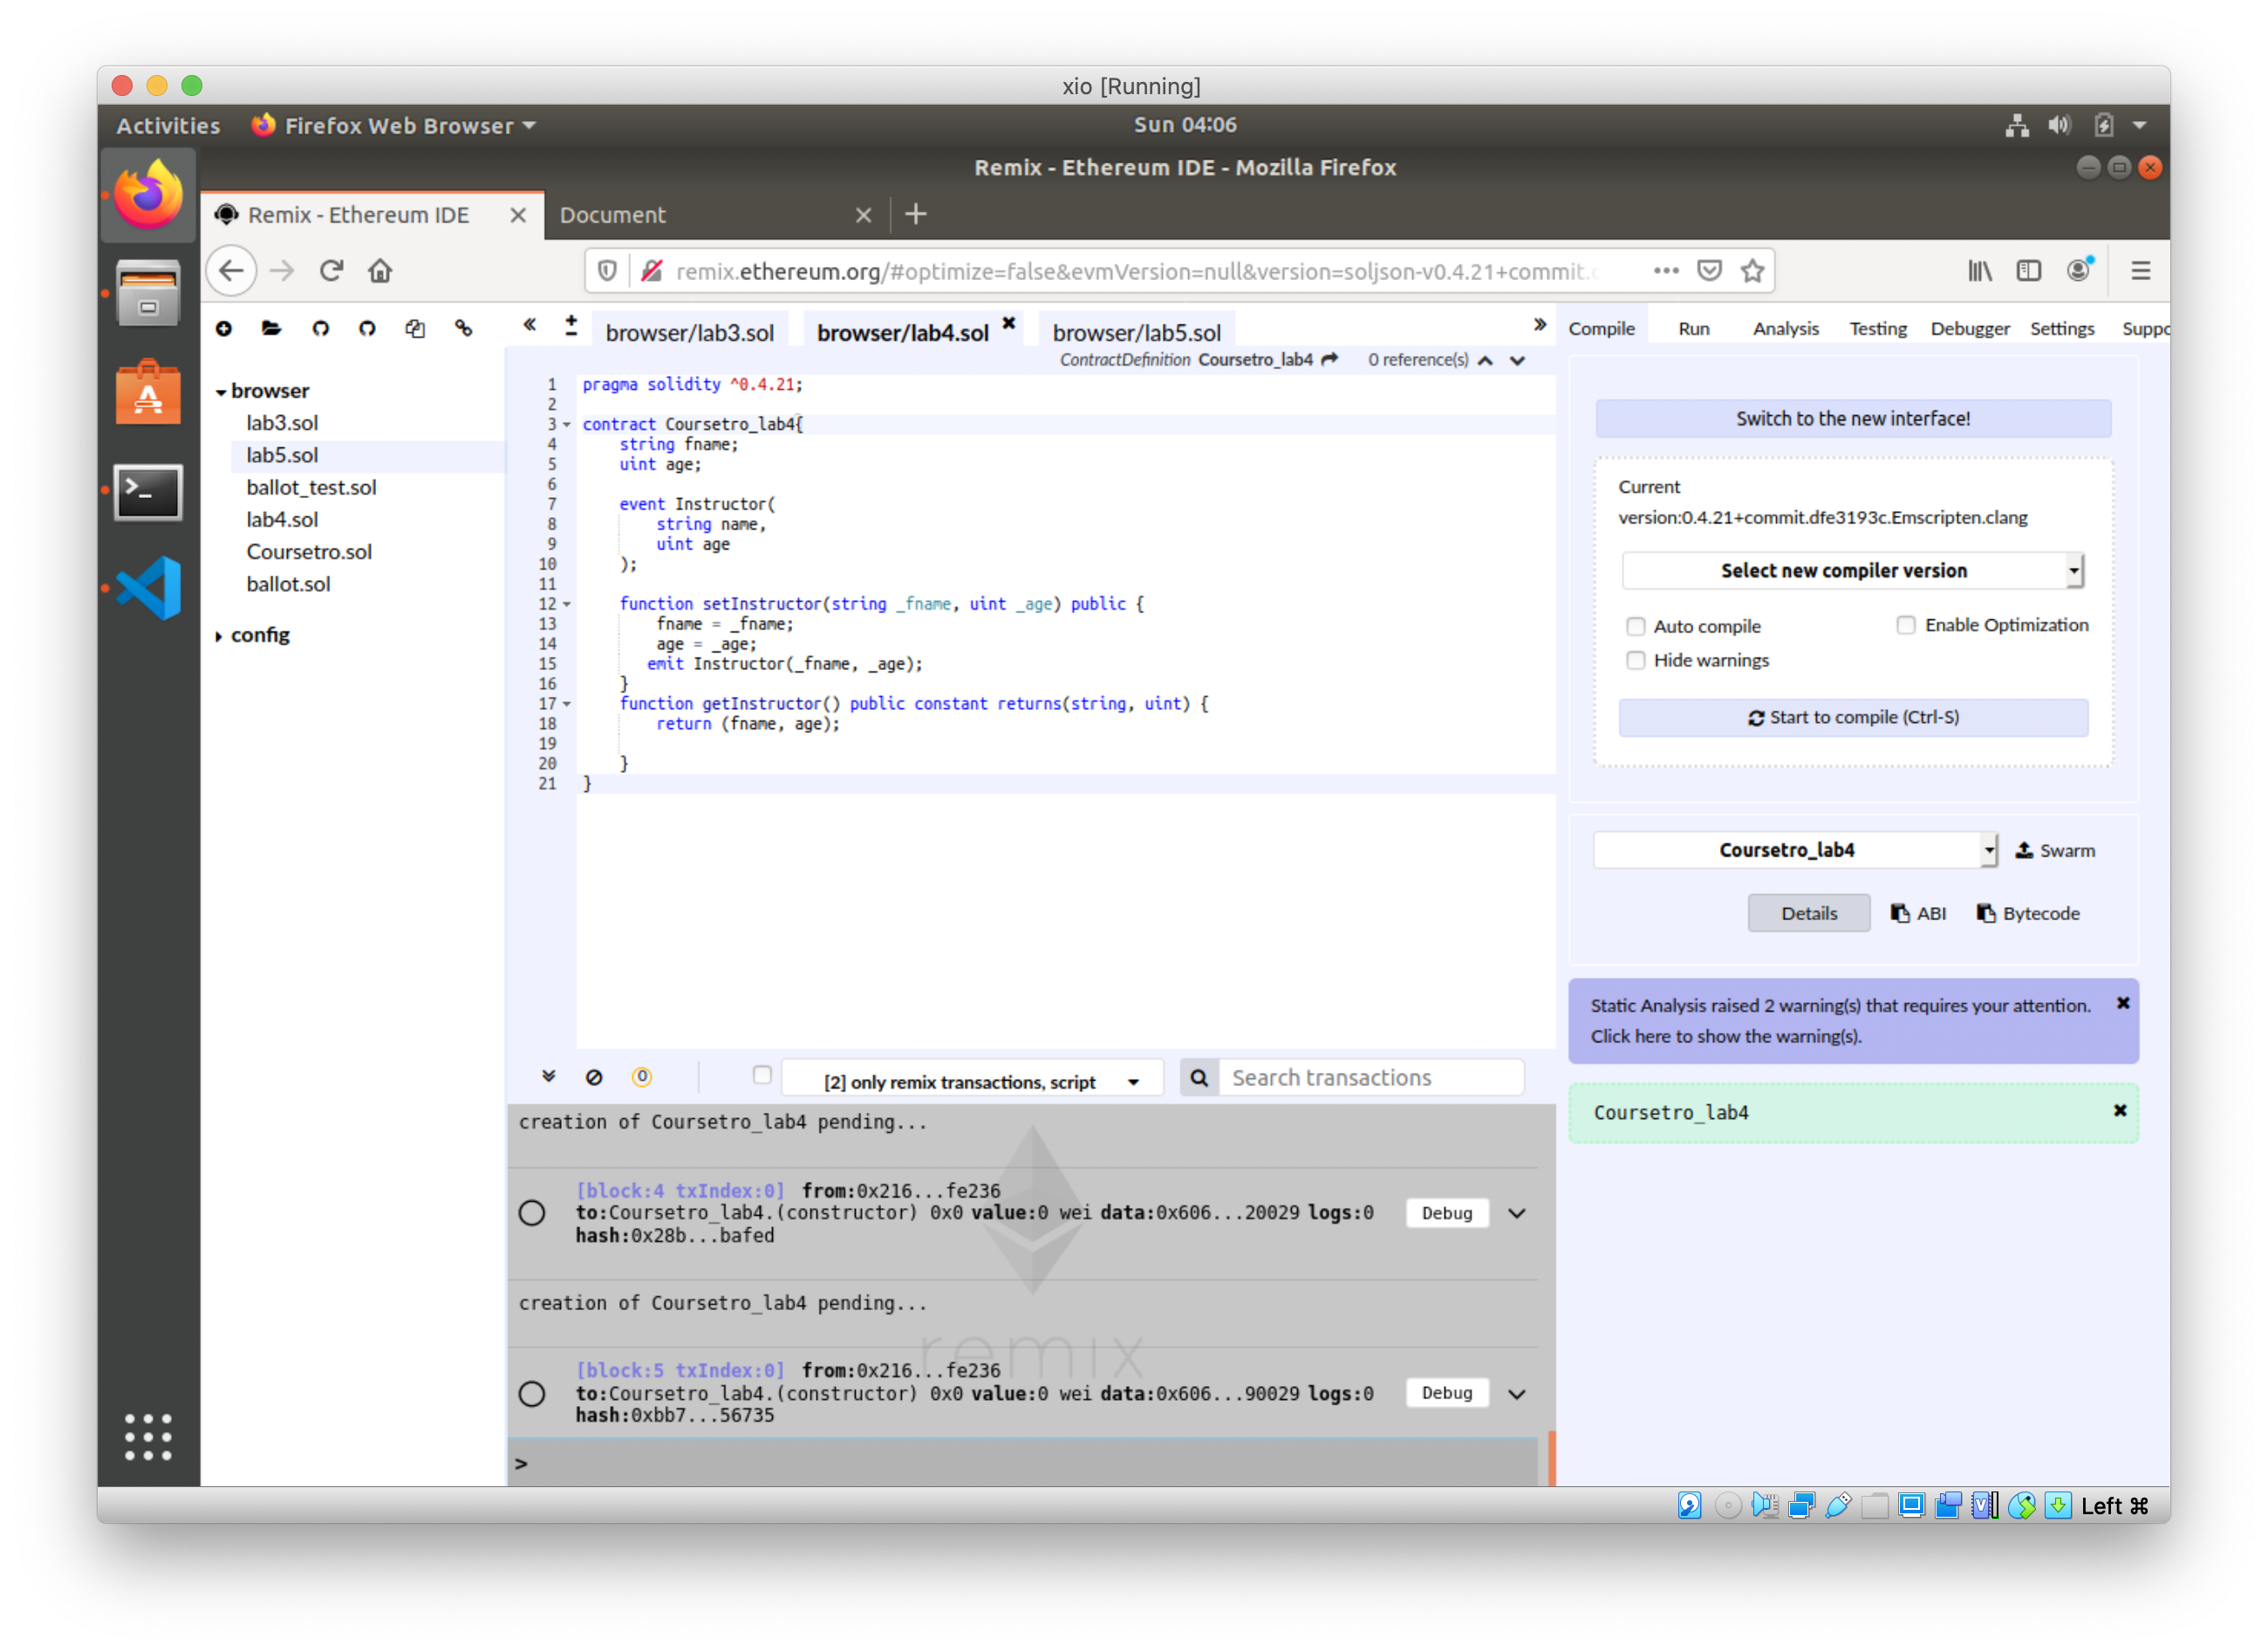 xio [Running]
Activities
Firefox Web Browser
Sun 04:06
Remix - Ethereum IDE - Mozilla Firefox
Remix - Ethereum IDE
Document
remix.ethereum.org/#optimize=false&evmVersion=null&version=soljson-v0.4.21+commit.
browser/lab3.sol
browser/lab4.sol
browser/lab5.sol
Compile
Run
Analysis
Testing
Debugger
Settings
Suppo
ContractDefinition Coursetro_lab4
0 reference(s)
browser
lab3.sol
lab5.sol
ballot_test.sol
lab4.sol
Coursetro.sol
ballot.sol
config
1 pragma solidity ^0.4.21;
2
3 contract Coursetro_lab4{
4 string fname;
5 uint age;
6
7 event Instructor(
8 string name,
9 uint age
10 );
11
12 function setInstructor(string _fname, uint _age) public {
13 fname = _fname;
14 age = _age;
15 emit Instructor(_fname, _age);
16 }
17 function getInstructor() public constant returns(string, uint) {
18 return (fname, age);
19
20 }
21 }
Switch to the new interface!
Current
version:0.4.21+commit.dfe3193c.Emscripten.clang
Select new compiler version
Auto compile
Enable Optimization
Hide warnings
Start to compile (Ctrl-S)
Coursetro_lab4
Swarm
Details
ABI
Bytecode
Static Analysis raised 2 warning(s) that requires your attention.
Click here to show the warning(s).
Coursetro_lab4
0
[2] only remix transactions, script
Search transactions
creation of Coursetro_lab4 pending...
[block:4 txIndex:0] from:0x216...fe236
to:Coursetro_lab4.(constructor) 0x0 value:0 wei data:0x606...20029 logs:0
hash:0x28b...bafed
Debug
creation of Coursetro_lab4 pending...
remix
[block:5 txIndex:0] from:0x216...fe236
to:Coursetro_lab4.(constructor) 0x0 value:0 wei data:0x606...90029 logs:0
hash:0xbb7...56735
Debug
>
Left ⌘